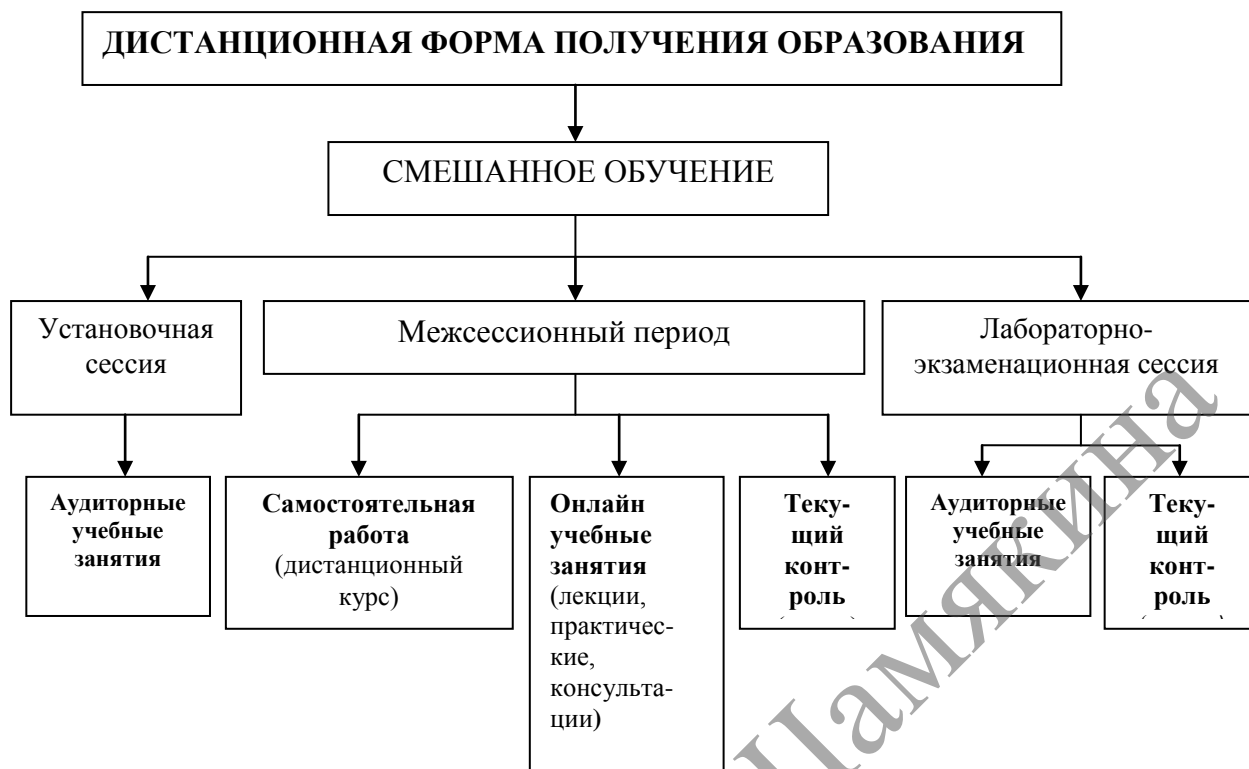 ДИСТАНЦИОННАЯ ФОРМА ПОЛУЧЕНИЯ ОБРАЗОВАНИЯ
СМЕШАННОЕ ОБУЧЕНИЕ
Установочная
сессия
Межсессионный период
Лабораторно-
экзаменационная сессия
Аудиторные
учебные
занятия
Самостоятельная
работа
(дистанционный
курс)
Онлайн
учебные
занятия
(лекции,
практичес-
кие,
консульта-
ции)
Теку-
щий
конт-
роль
Аудиторные
учебные
занятия
Теку-
щий
конт-
роль